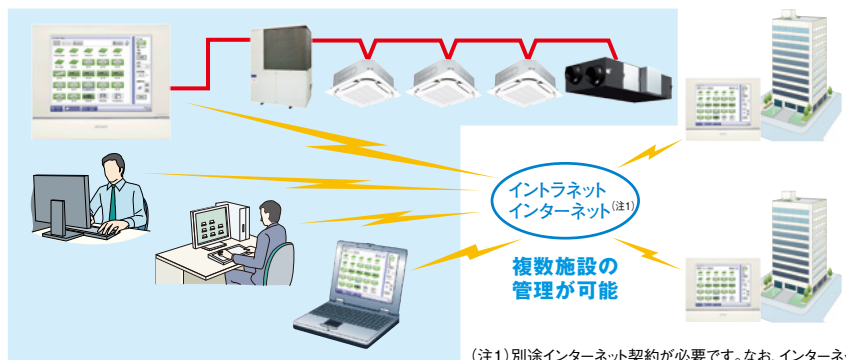 イントラネット
インターネット(注1)
複数施設の
管理が可能
(注1)別途インターネット契約が必要です。なお、インターネ